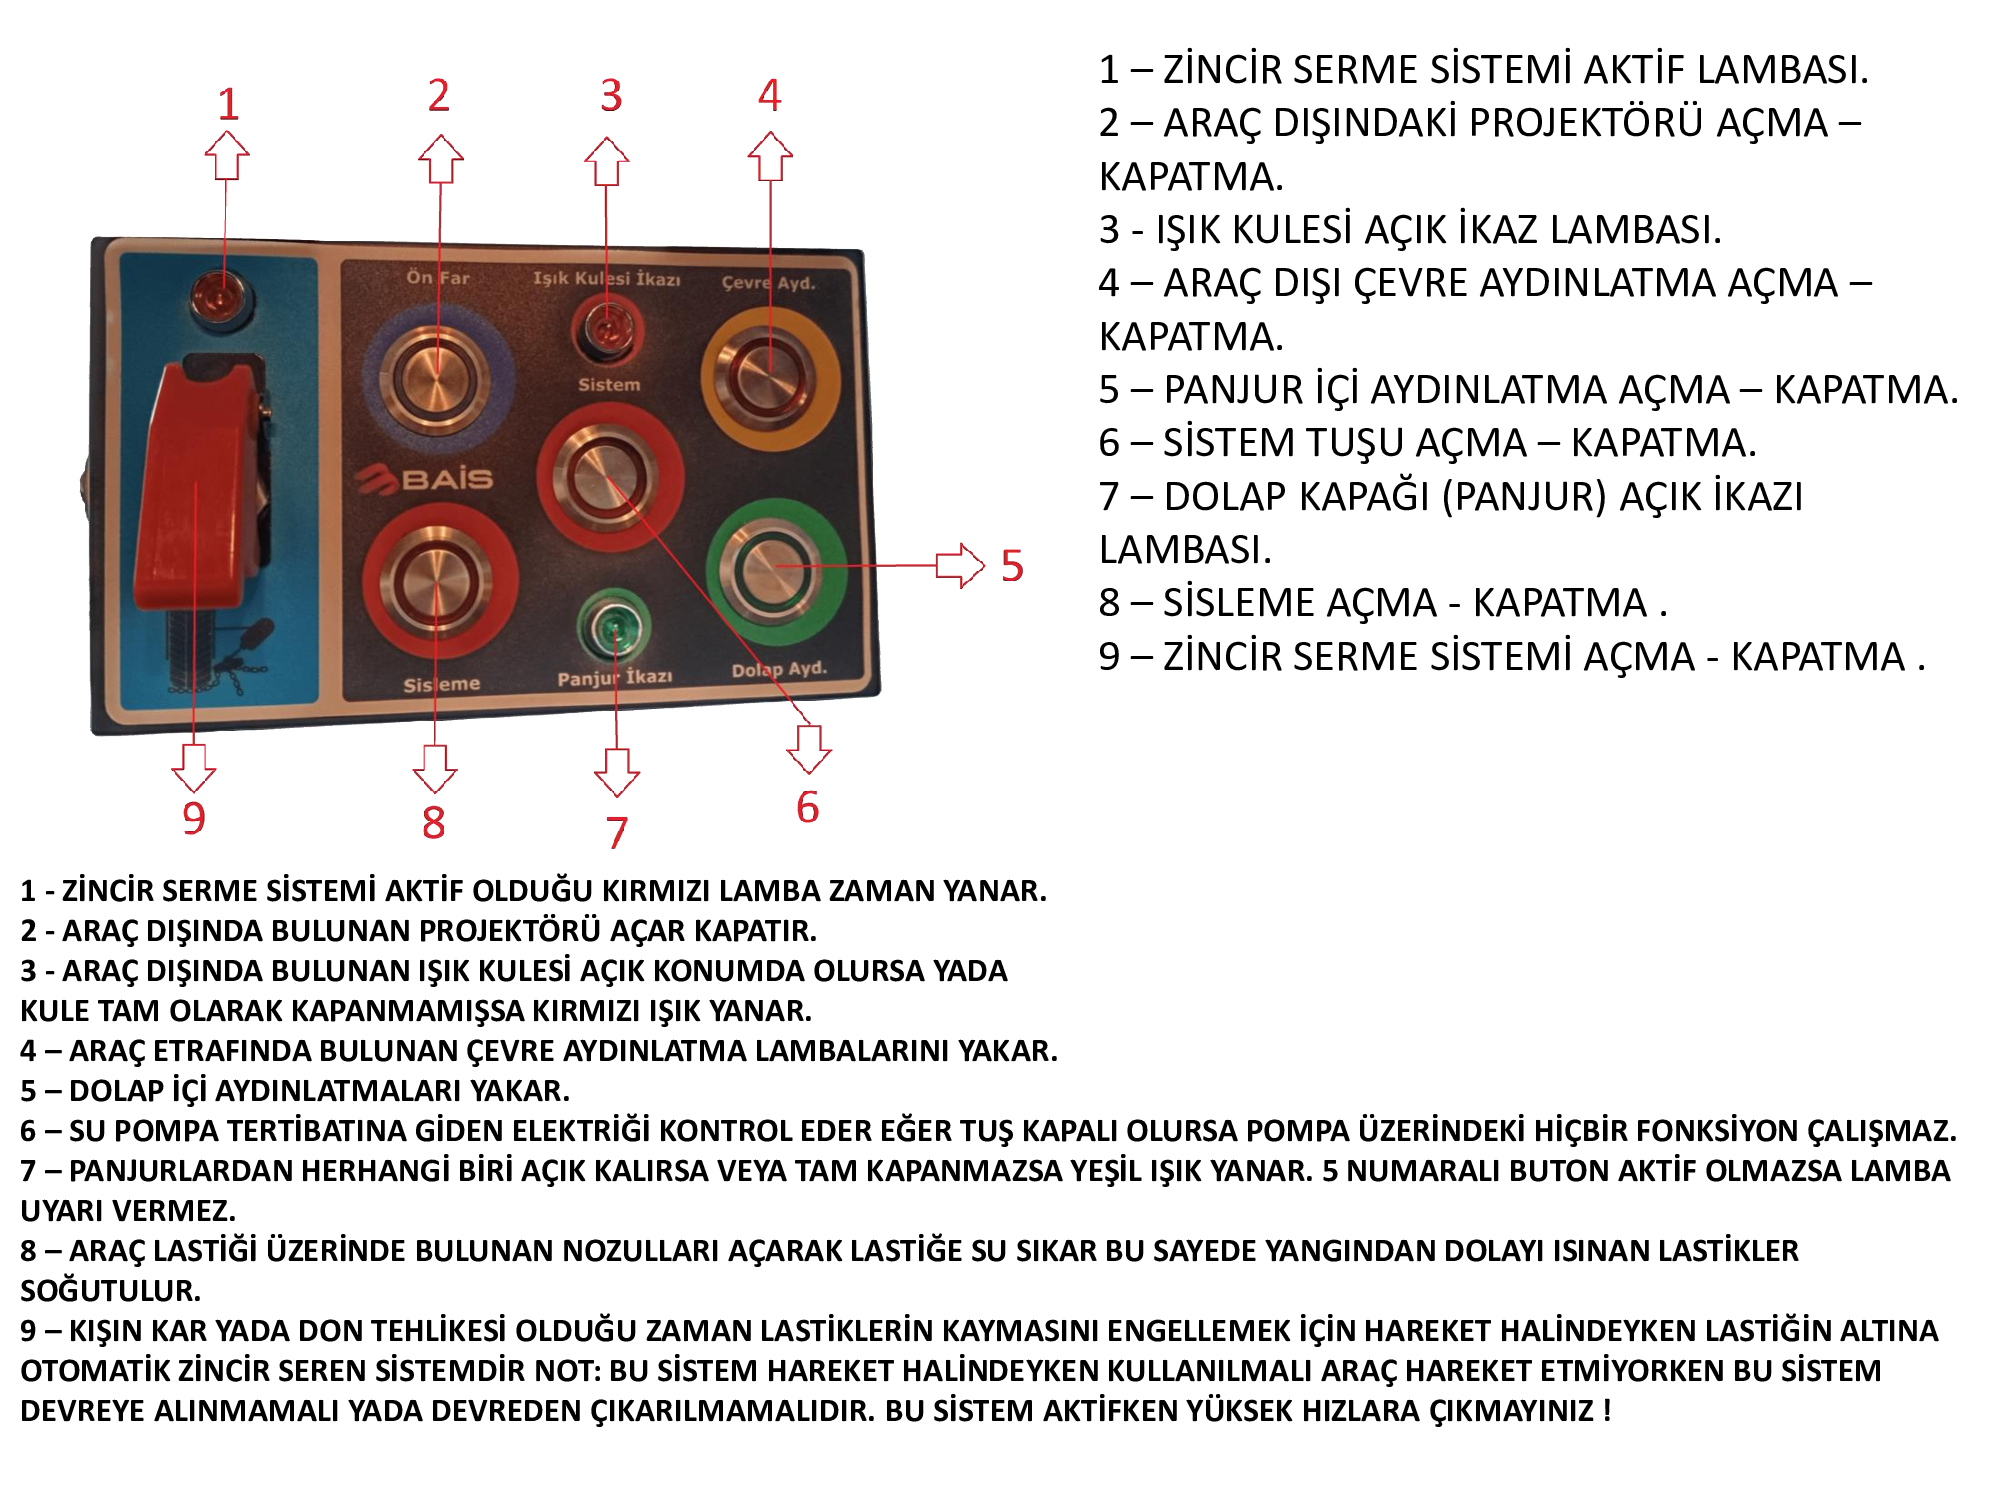 1
2
3
4
Ön Far
Işık Kulesi İkazı
Çevre Ayd.
Sistem
BAİS
5
Sisleme
Panjur İkazı
Dolap Ayd.
9
8
7
6
1 – ZİNCİR SERME SİSTEMİ AKTİF LAMBASI.
2 – ARAÇ DIŞINDAKİ PROJEKTÖRÜ AÇMA –
KAPATMA.
3 - IŞIK KULESİ AÇIK İKAZ LAMBASI.
4 – ARAÇ DIŞI ÇEVRE AYDINLATMA AÇMA –
KAPATMA.
5 – PANJUR İÇİ AYDINLATMA AÇMA – KAPATMA.
6 – SİSTEM TUŞU AÇMA – KAPATMA.
7 – DOLAP KAPAĞI (PANJUR) AÇIK İKAZI
LAMBASI.
8 – SİSLEME AÇMA - KAPATMA .
9 – ZİNCİR SERME SİSTEMİ AÇMA - KAPATMA .
1 - ZİNCİR SERME SİSTEMİ AKTİF OLDUĞU KIRMIZI LAMBA ZAMAN YANAR.
2 - ARAÇ DIŞINDA BULUNAN PROJEKTÖRÜ AÇAR KAPATIR.
3 - ARAÇ DIŞINDA BULUNAN IŞIK KULESİ AÇIK KONUMDA OLURSA YADA
KULE TAM OLARAK KAPANMAMIŞSA KIRMIZI IŞIK YANAR.
4 – ARAÇ ETRAFINDA BULUNAN ÇEVRE AYDINLATMA LAMBALARINI YAKAR.
5 – DOLAP İÇİ AYDINLATMALARI YAKAR.
6 – SU POMPA TERTİBATINA GİDEN ELEKTRİĞİ KONTROL EDER EĞER TUŞ KAPALI OLURSA POMPA ÜZERİNDEKİ HİÇBİR FONKSİYON ÇALIŞMAZ.
7 – PANJURLARDAN HERHANGİ BİRİ AÇIK KALIRSA VEYA TAM KAPANMAZSA YEŞİL IŞIK YANAR. 5 NUMARALI BUTON AKTİF OLMAZSA LAMBA
UYARI VERMEZ.
8 – ARAÇ LASTİĞİ ÜZERİNDE BULUNAN NOZULLARI AÇARAK LASTİĞE SU SIKAR BU SAYEDE YANGINDAN DOLAYI ISINAN LASTİKLER
SOĞUTULUR.
9 – KIŞIN KAR YADA DON TEHLİKESİ OLDUĞU ZAMAN LASTİKLERİN KAYMASINI ENGELLEMEK İÇİN HAREKET HALİNDEYKEN LASTİĞİN ALTINA
OTOMATİK ZİNCİR SEREN SİSTEMDİR NOT: BU SİSTEM HAREKET HALİNDEYKEN KULLANILMALI ARAÇ HAREKET ETMİYORKEN BU SİSTEM
DEVREYE ALINMAMALI YADA DEVREDEN ÇIKARILMAMALIDIR. BU SİSTEM AKTİFKEN YÜKSEK HIZLARA ÇIKMAYINIZ !